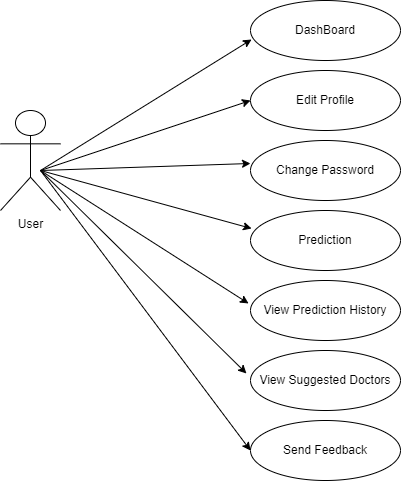 DashBoard
Edit Profile
Change Password
User
Prediction
View Prediction History
View Suggested Doctors
Send Feedback